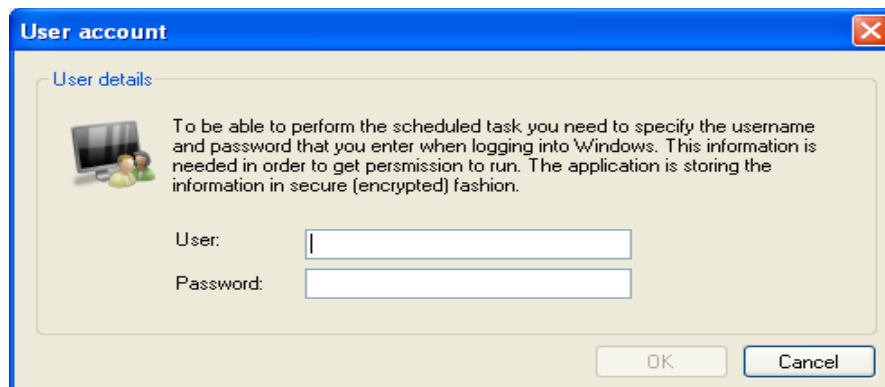 User account
User details
To be able to perform the scheduled task you need to specify the username
and password that you enter when logging into Windows. This information is
needed in order to get persmission to run. The application is storing the
information in secure (encrypted) fashion.
User:
Password:
OK
Cancel